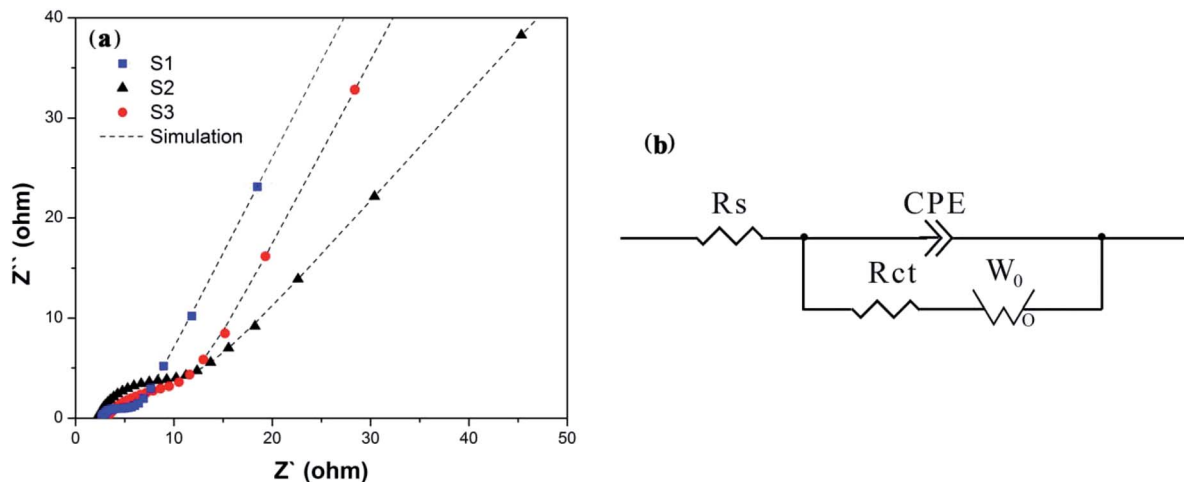 (a)
S1
S2
S3
Simulation
40
30
20
10
0
Z`` (ohm)
0 10 20 30 40 50
Z` (ohm)
(b)
Rs
CPE
Rct
W0
O